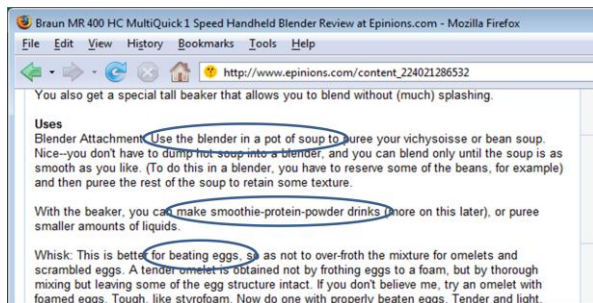 Braun MR 400 HC MultiQuick 1 Speed Handheld Blender Review at Epinions.com - Mozilla Firefox
File Edit View History Bookmarks Tools Help
http://www.epinions.com/content_224021286532
You also get a special tall beaker that allows you to blend without (much) splashing.
Uses
Blender Attachment: Use the blender in a pot of soup to puree your vichysoisse or bean soup.
Nice--you don't have to dump hot soup into a blender, and you can blend only until the soup is as
smooth as you like. (To do this in a blender, you have to reserve some of the beans, for example)
and then puree the rest of the soup to retain some texture.
With the beaker, you can make smoothie-protein-powder drinks (more on this later), or puree
smaller amounts of liquids.
Whisk: This is better for beating eggs, so as not to over-froth the mixture for omelets and
scrambled eggs. A tender omelet is obtained not by frothing eggs to a foam, but by thorough
mixing but leaving some of the egg structure intact. If you don't believe me, try an omelet with
foamed eggs. Tough, like styrofoam. Now do one with properly beaten eggs. Tender and light.